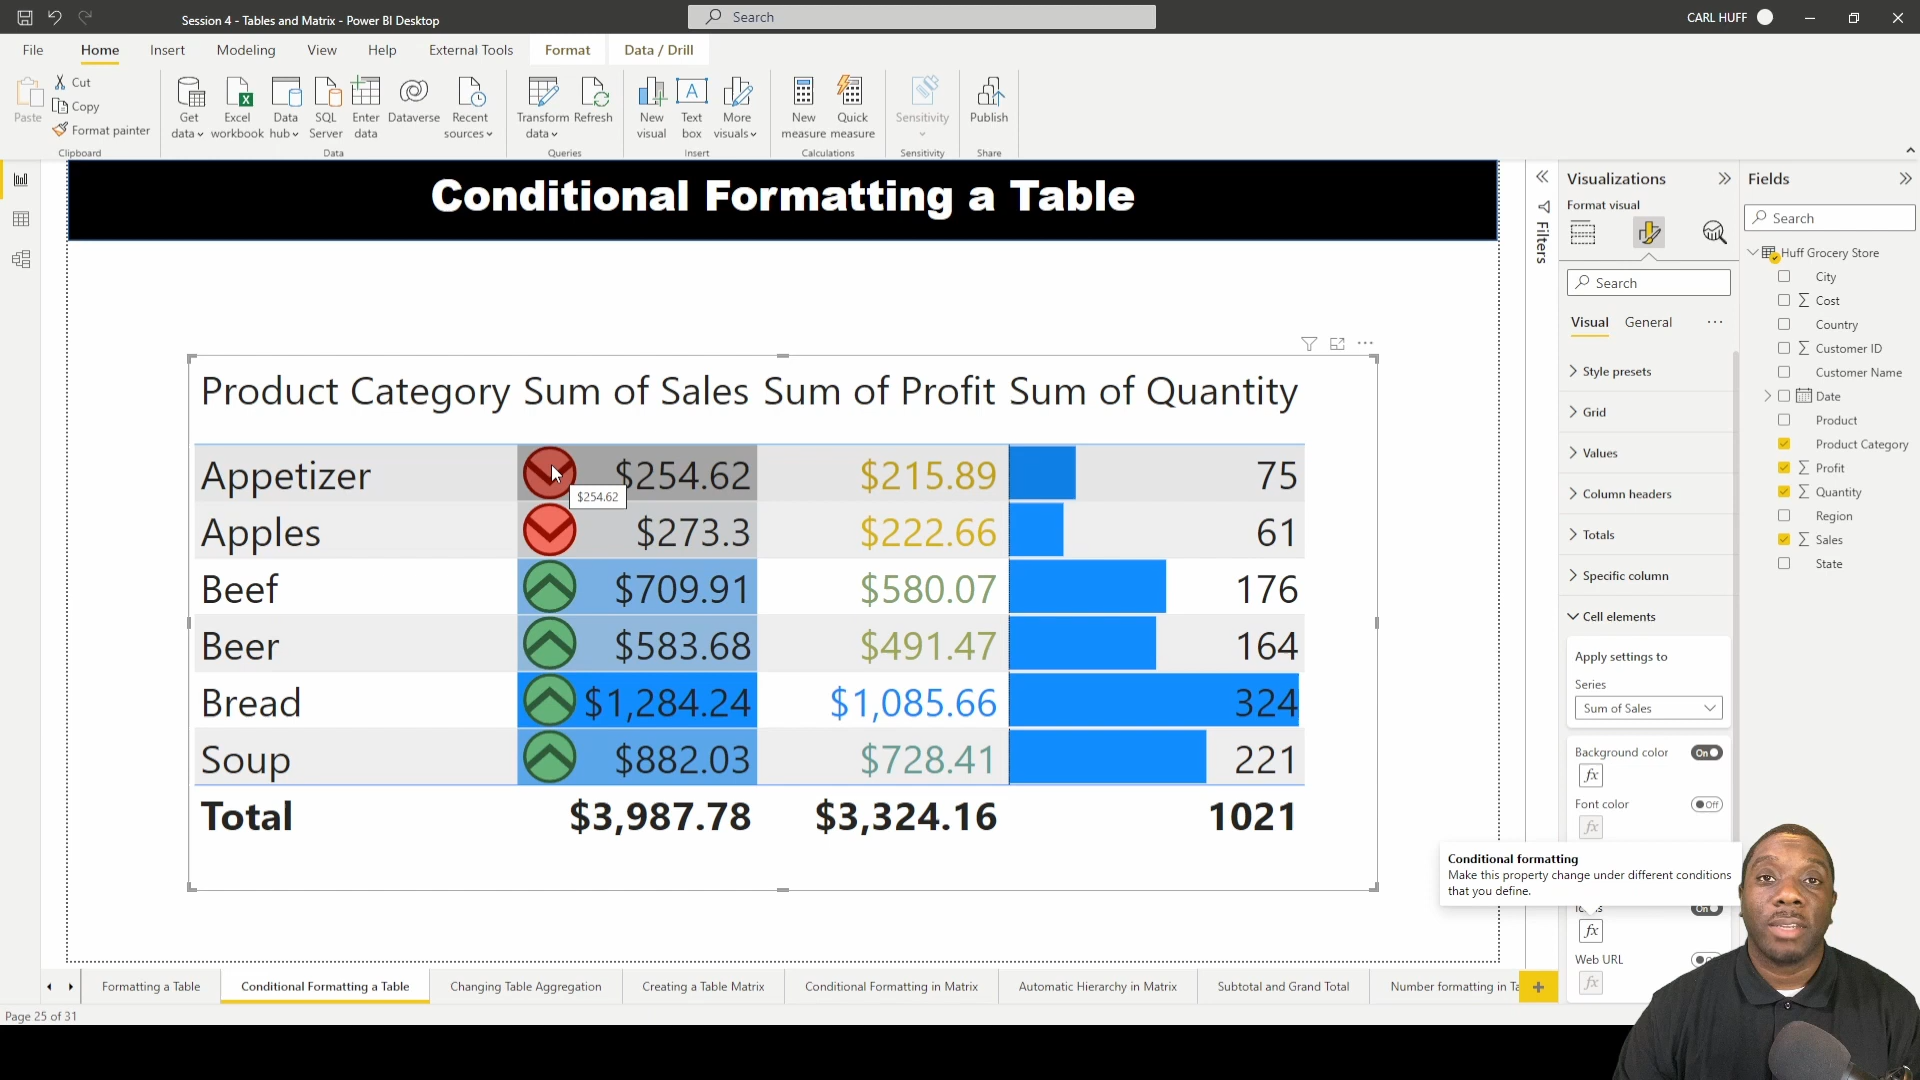 Session 4 - Tables and Matrix - Power BI Desktop
Search
CARL HUFF
File Home Insert Modeling View Help External Tools Format Data / Drill
Paste
Cut
Copy
Format painter
Clipboard
Get data
Excel workbook
Data hub
SQL Server
Enter data
Dataverse
Recent sources
Data
Transform data
Refresh
Queries
New visual
Text box
More visuals
Insert
New measure
Quick measure
Calculations
Sensitivity
Sensitivity
Publish
Share
Conditional Formatting a Table
Product Category Sum of Sales Sum of Profit Sum of Quantity
Appetizer $254.62 $215.89 75
$254.62
Apples $273.3 $222.66 61
Beef $709.91 $580.07 176
Beer $583.68 $491.47 164
Bread $1,284.24 $1,085.66 324
Soup $882.03 $728.41 221
Total $3,987.78 $3,324.16 1021
Filters
Visualizations
Format visual
Search
Visual General
Style presets
Grid
Values
Column headers
Totals
Specific column
Cell elements
Apply settings to
Series
Sum of Sales
Background color On
fx
Font color Off
fx
Conditional formatting
Make this property change under different conditions
that you define.
On
fx
Web URL
fx
Fields
Search
Huff Grocery Store
City
Cost
Country
Customer ID
Customer Name
Date
Product
Product Category
Profit
Quantity
Region
Sales
State
Formatting a Table
Conditional Formatting a Table
Changing Table Aggregation
Creating a Table Matrix
Conditional Formatting in Matrix
Automatic Hierarchy in Matrix
Subtotal and Grand Total
Number formatting in Ta
Page 25 of 31